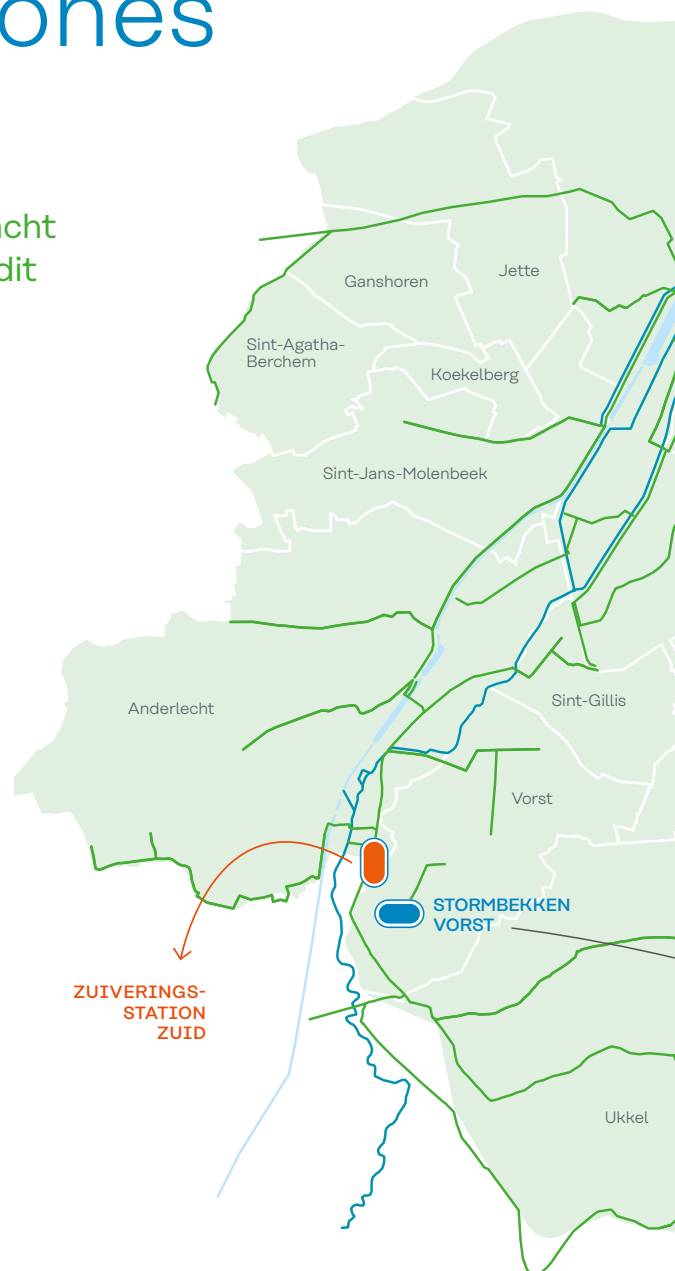 ones
acht
dit
Jette
Ganshoren
Sint-Agatha-
Berchem
Koekelberg
Sint-Jans-Molenbeek
Sint-Gillis
Anderlecht
Vorst
STORMBEKKEN
VORST
ZUIVERINGS-
STATION
ZUID
Ukkel